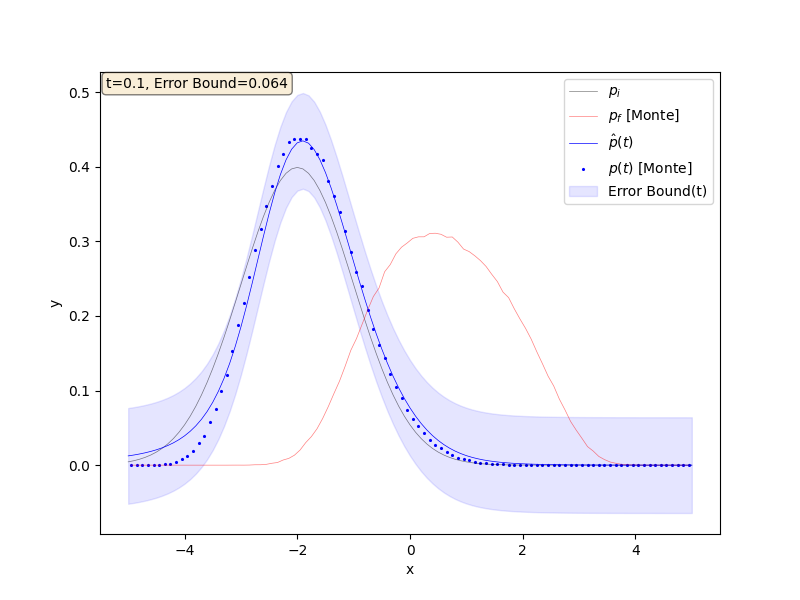 t=0.1, Error Bound=0.064
p_i
p_f [Monte]
p̂(t)
p(t) [Monte]
Error Bound(t)
0.5
0.4
0.3
0.2
0.1
0.0
y
−4
−2
0
2
4
x